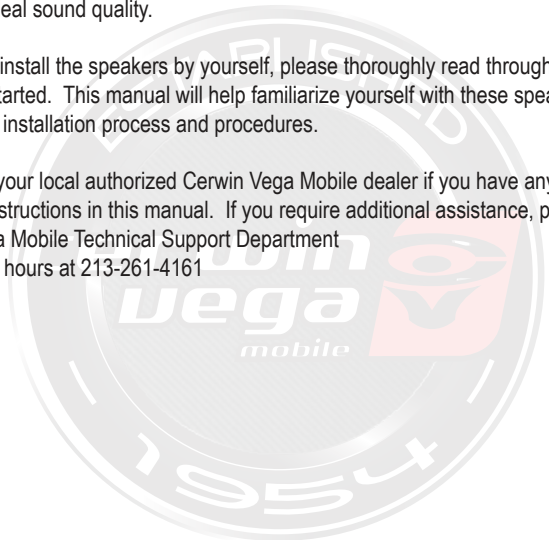 eal sound quality.
install the speakers by yourself, please thoroughly read through
tarted. This manual will help familiarize yourself with these spea
installation process and procedures.
your local authorized Cerwin Vega Mobile dealer if you have any
structions in this manual. If you require additional assistance, p
a Mobile Technical Support Department
hours at 213-261-4161
ESTABLISHED
cerwin
vega
mobile
1954